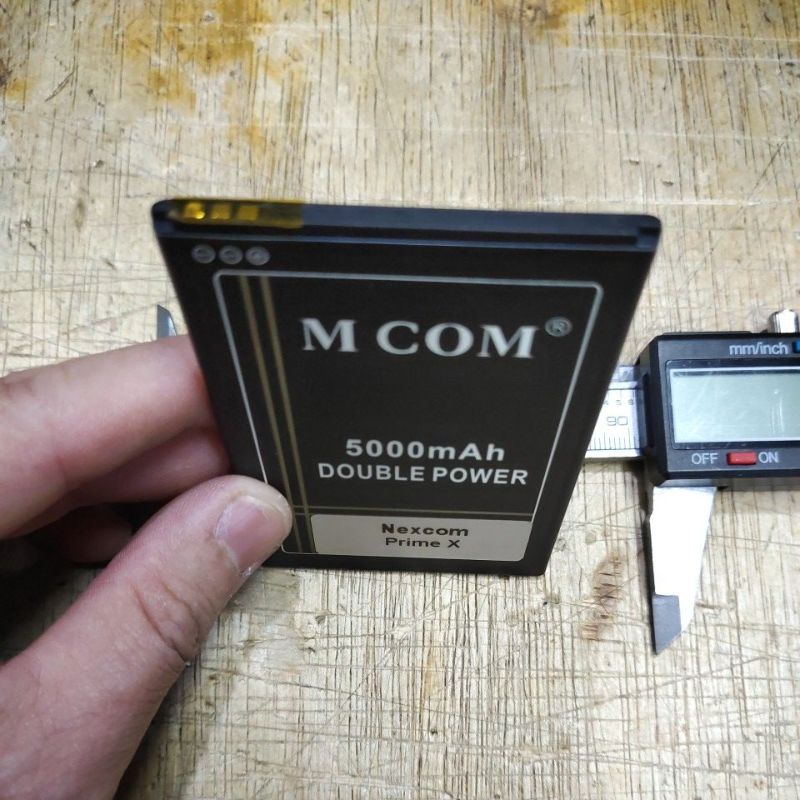 M COM®
5000mAh
DOUBLE POWER
Nexcom
Prime X
mm/inch
90
OFF
ON